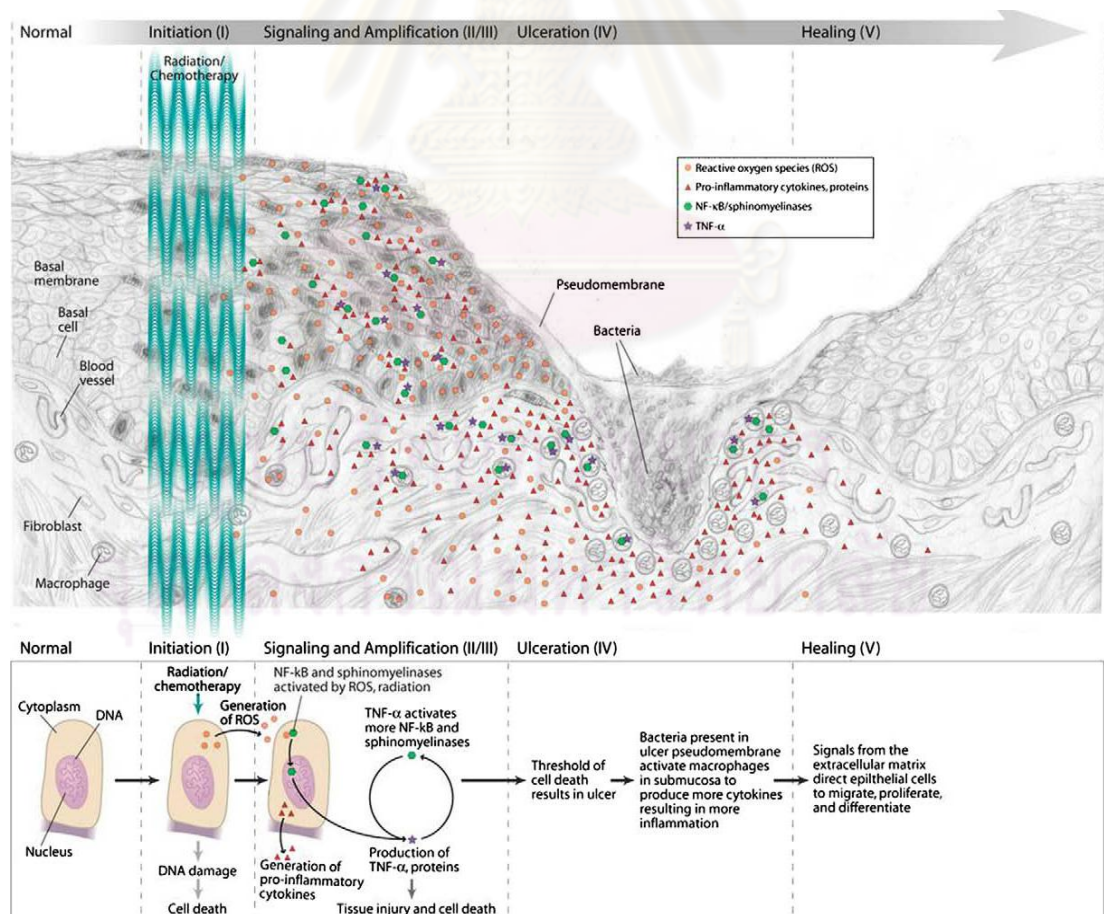 Normal
Initiation (I)
Signaling and Amplification (II/III)
Ulceration (IV)
Healing (V)
Radiation/
Chemotherapy
Reactive oxygen species (ROS)
Pro-inflammatory cytokines, proteins
NF-κB/sphinomyelinases
TNF-α
Basal
membrane
Basal
cell
Blood
vessel
Fibroblast
Macrophage
Pseudomembrane
Bacteria
Normal
Initiation (I)
Signaling and Amplification (II/III)
Ulceration (IV)
Healing (V)
Cytoplasm
DNA
Nucleus
Radiation/
chemotherapy
Generation
of ROS
DNA damage
Cell death
NF-kB and sphinomyelinases
activated by ROS, radiation
Generation of
pro-inflammatory
cytokines
TNF-α activates
more NF-kB and
sphinomyelinases
Production of
TNF-α, proteins
Tissue injury and cell death
Threshold of
cell death
results in ulcer
Bacteria present in
ulcer pseudomembrane
activate macrophages
in submucosa to
produce more cytokines
resulting in more
inflammation
Signals from the
extracellular matrix
direct epilthelial cells
to migrate, proliferate,
and differentiate